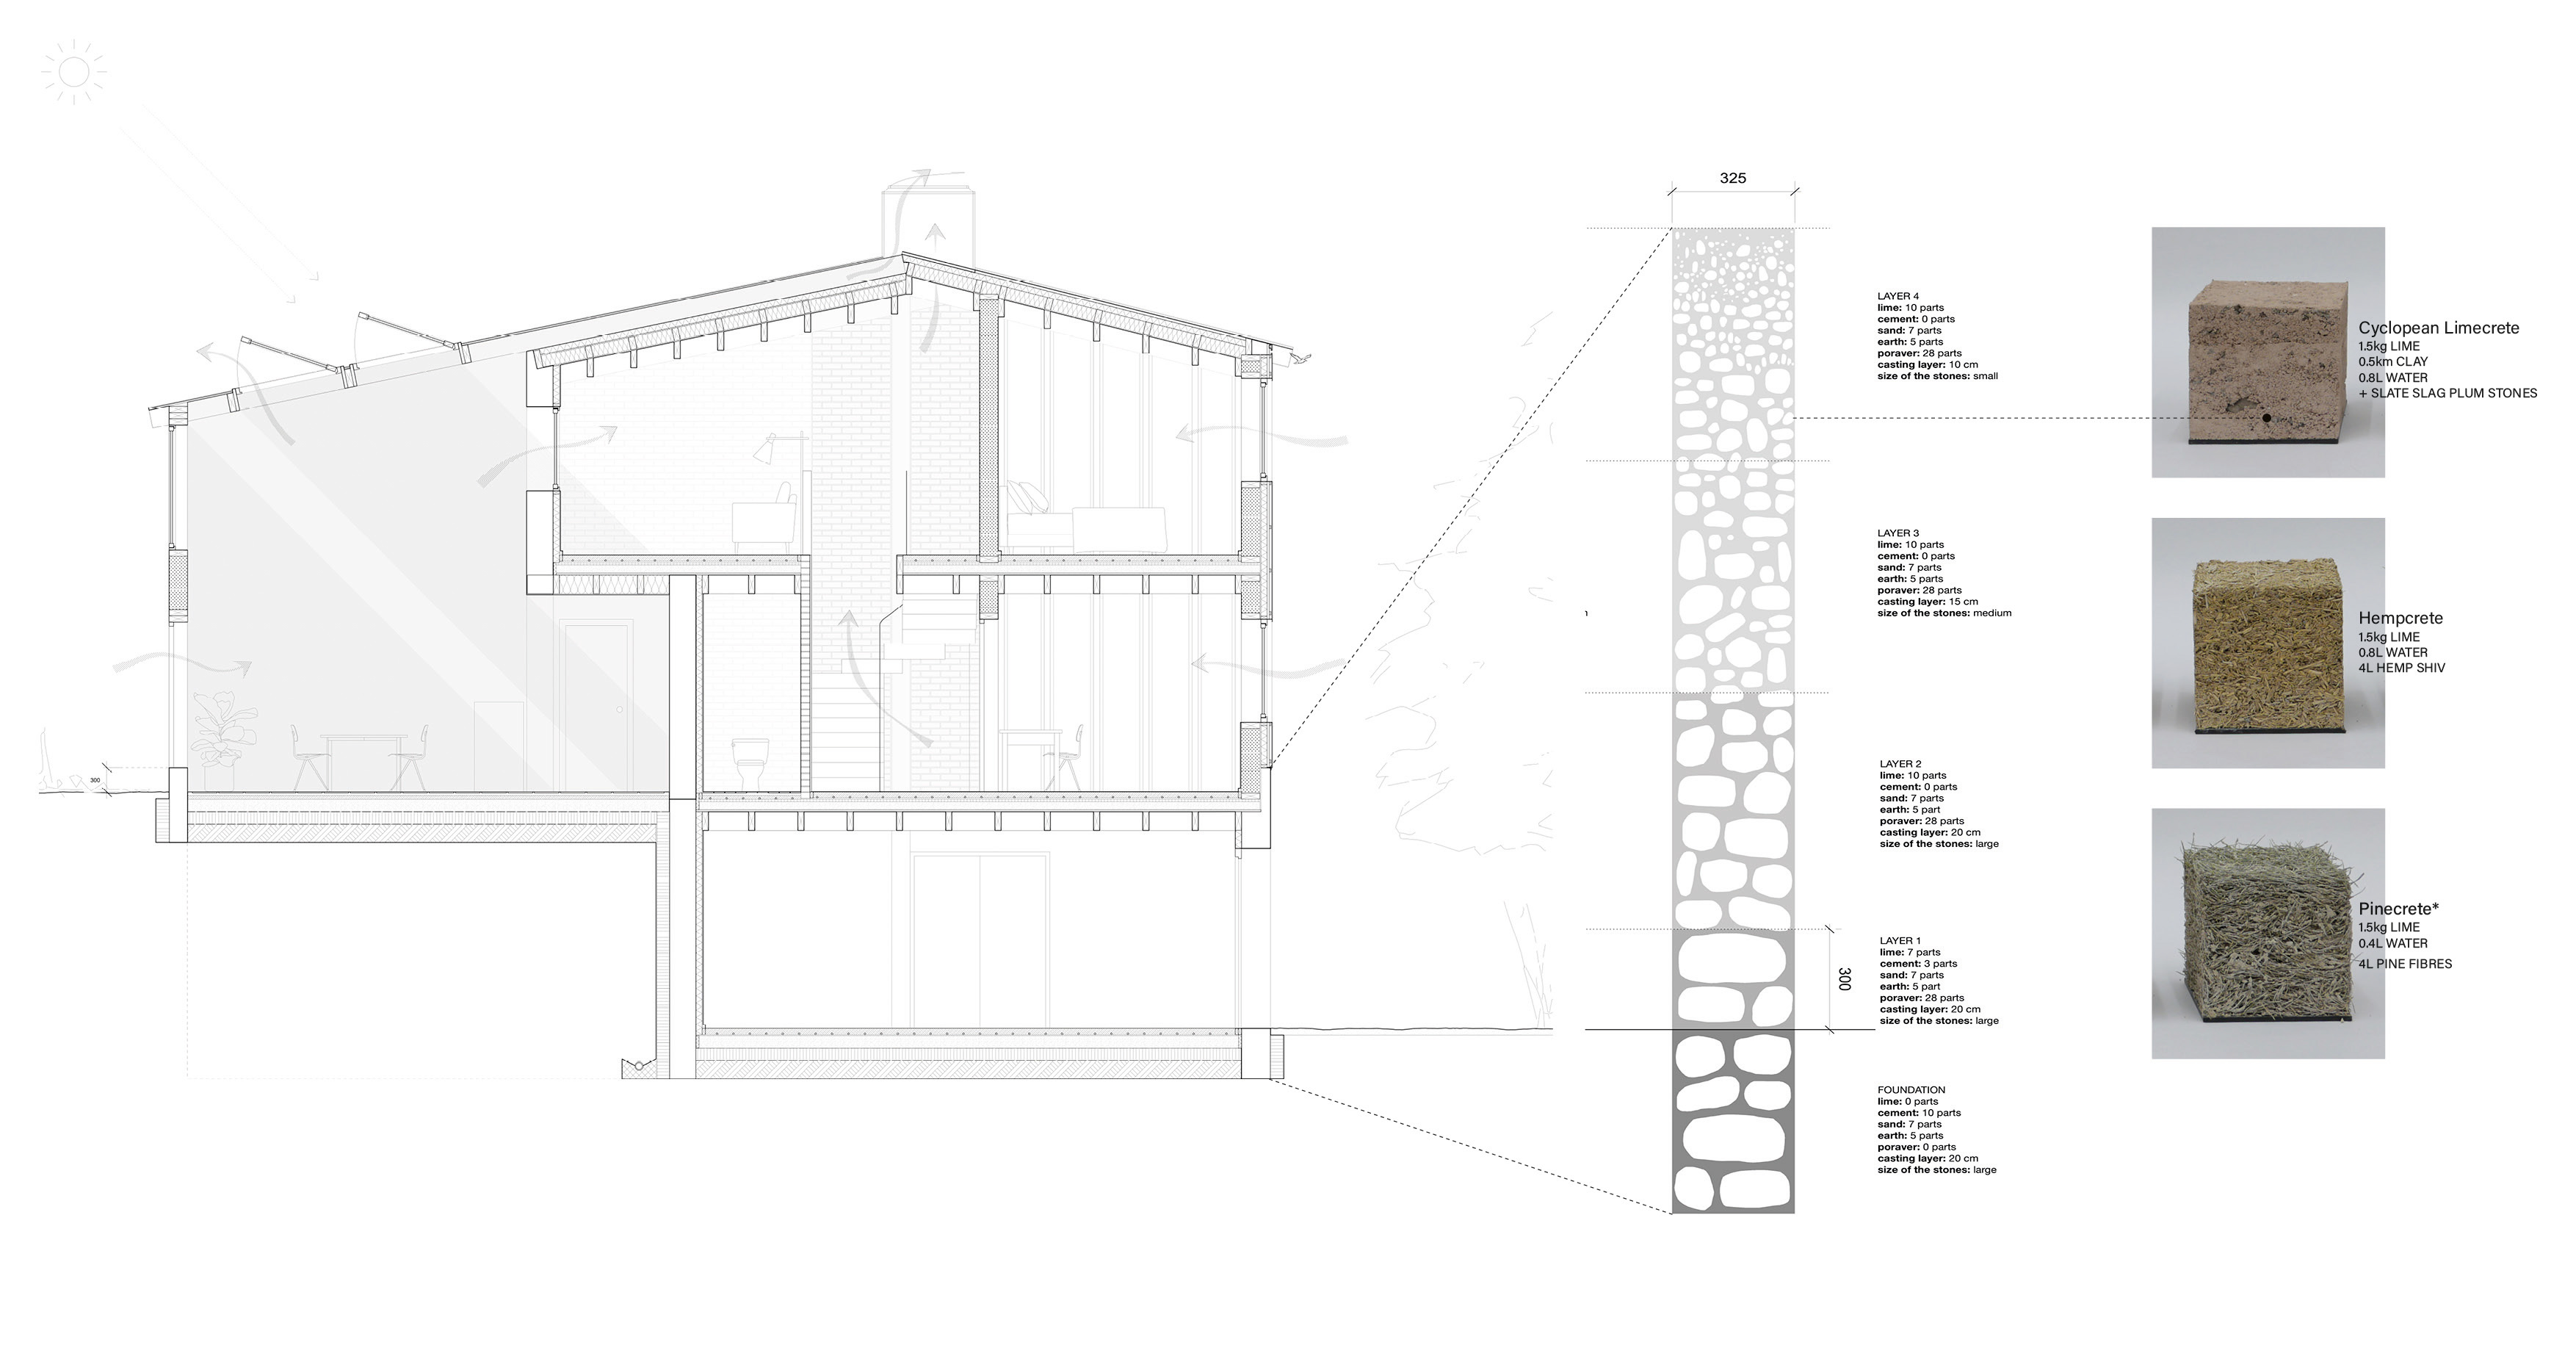 325
LAYER 4
lime: 10 parts
cement: 0 parts
sand: 7 parts
earth: 5 parts
poraver: 28 parts
casting layer: 10 cm
size of the stones: small
Cyclopean Limecrete
1.5kg LIME
0.5km CLAY
0.8L WATER
+ SLATE SLAG PLUM STONES
LAYER 3
lime: 10 parts
cement: 0 parts
sand: 7 parts
earth: 5 parts
poraver: 28 parts
casting layer: 15 cm
size of the stones: medium
Hempcrete
1.5kg LIME
0.8L WATER
4L HEMP SHIV
300
LAYER 2
lime: 10 parts
cement: 0 parts
sand: 7 parts
earth: 5 part
poraver: 28 parts
casting layer: 20 cm
size of the stones: large
Pinecrete*
1.5kg LIME
0.4L WATER
4L PINE FIBRES
LAYER 1
lime: 7 parts
cement: 3 parts
sand: 7 parts
earth: 5 part
poraver: 28 parts
casting layer: 20 cm
size of the stones: large
300
FOUNDATION
lime: 0 parts
cement: 10 parts
sand: 7 parts
earth: 5 parts
poraver: 0 parts
casting layer: 20 cm
size of the stones: large